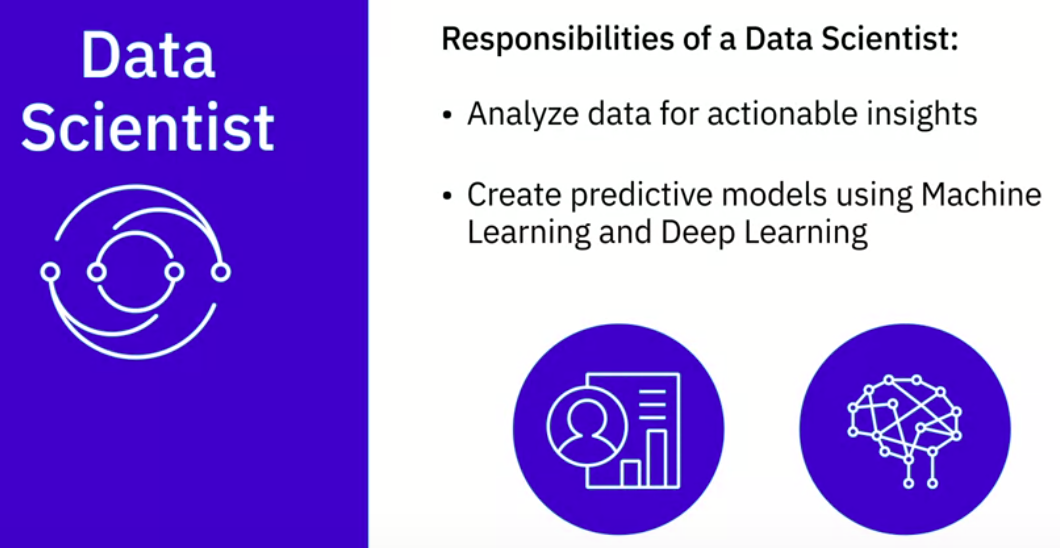 Data
Scientist
Responsibilities of a Data Scientist:
• Analyze data for actionable insights
• Create predictive models using Machine
Learning and Deep Learning